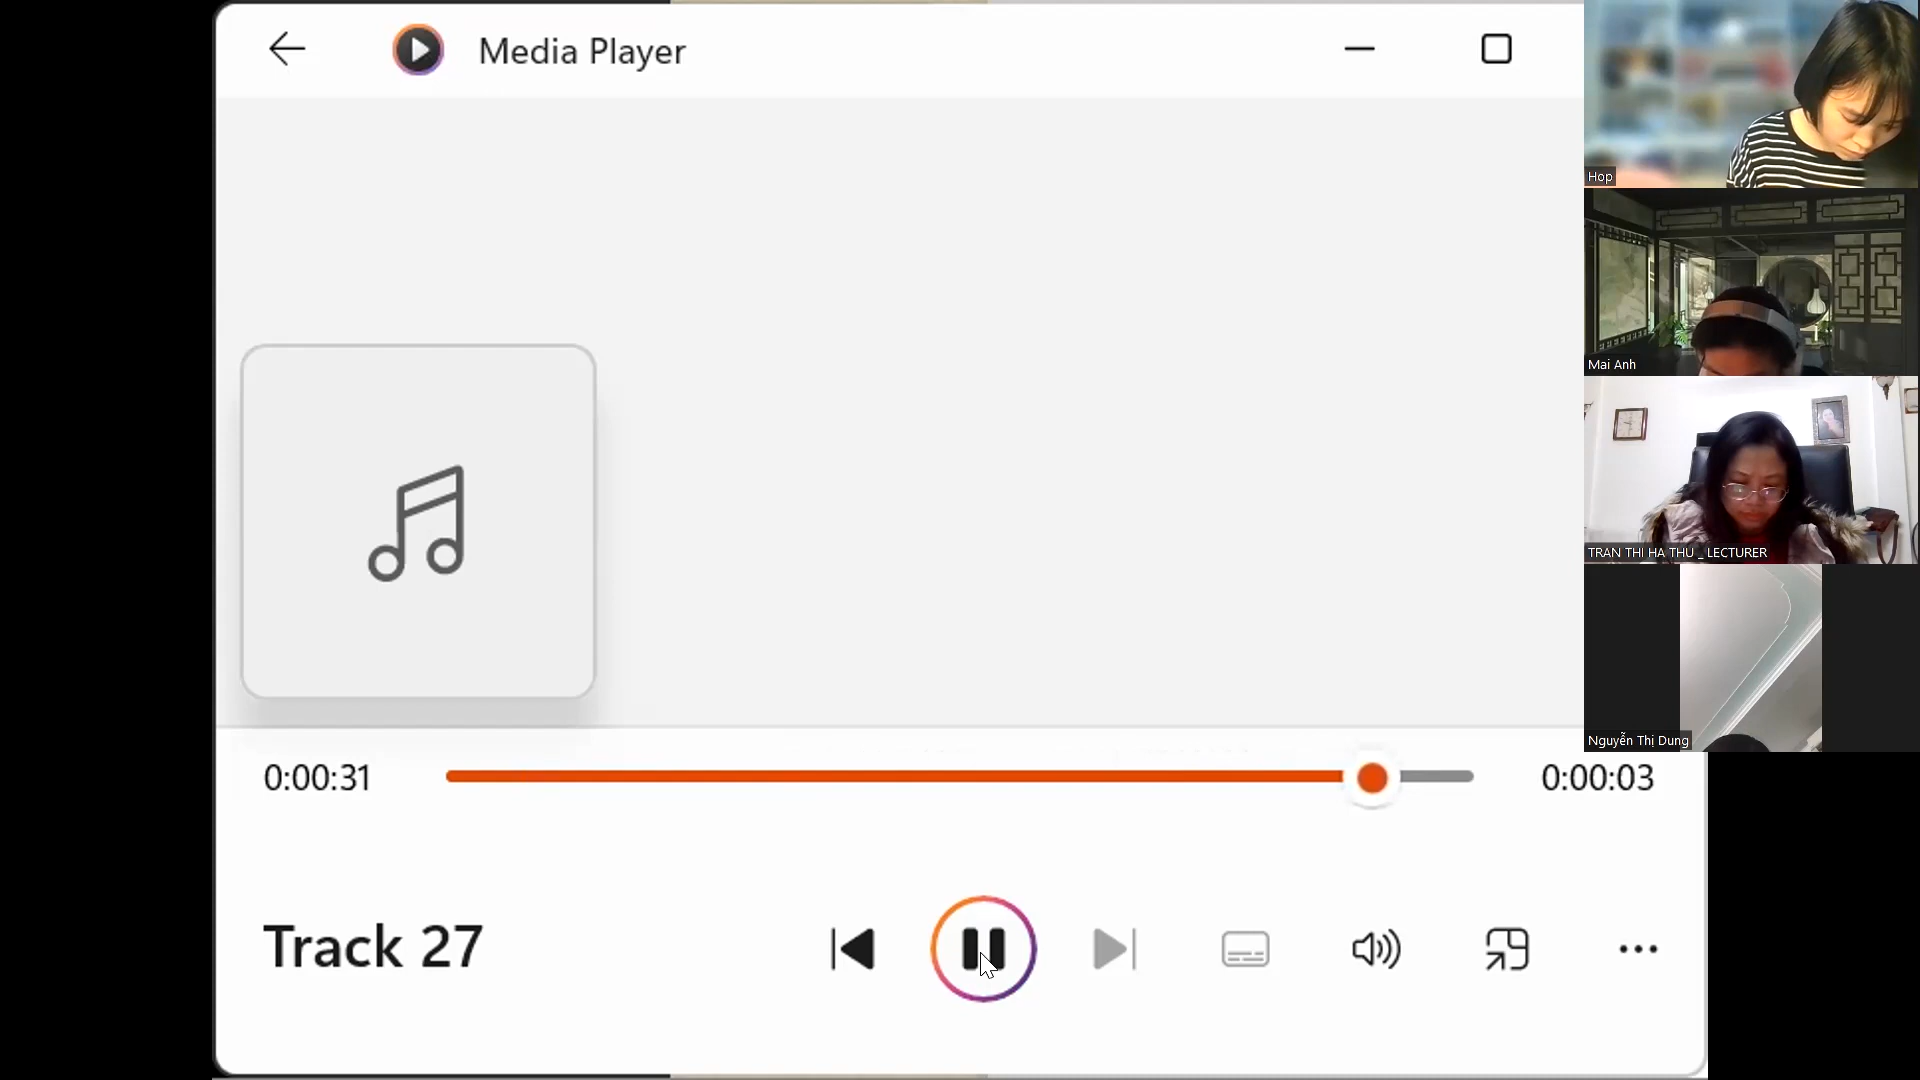 Media Player
Hop
Mai Anh
TRAN THI HA THU _ LECTURER
Nguyễn Thị Dung
0:00:31
0:00:03
Track 27